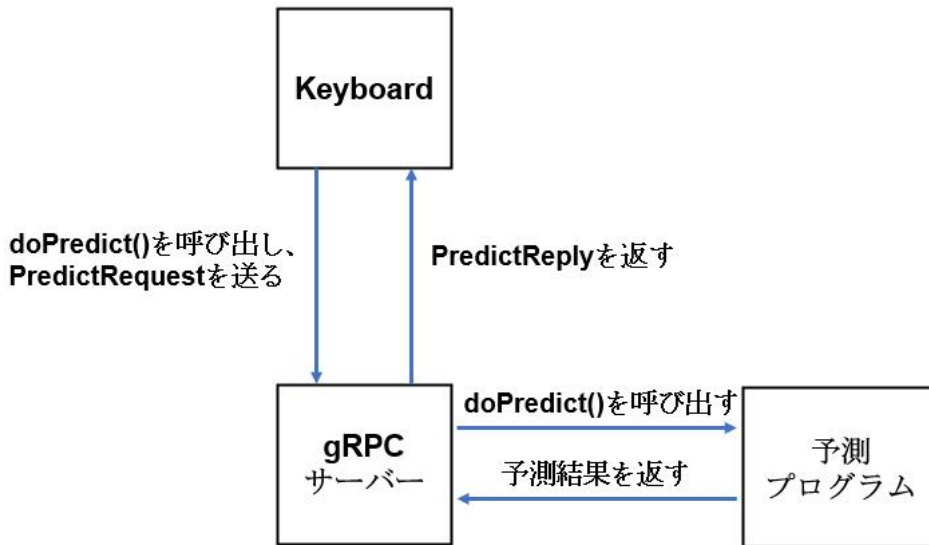 Keyboard
doPredict()を呼び出し、
PredictRequestを送る
PredictReplyを返す
gRPC
サーバー
doPredict()を呼び出す
予測結果を返す
予測
プログラム